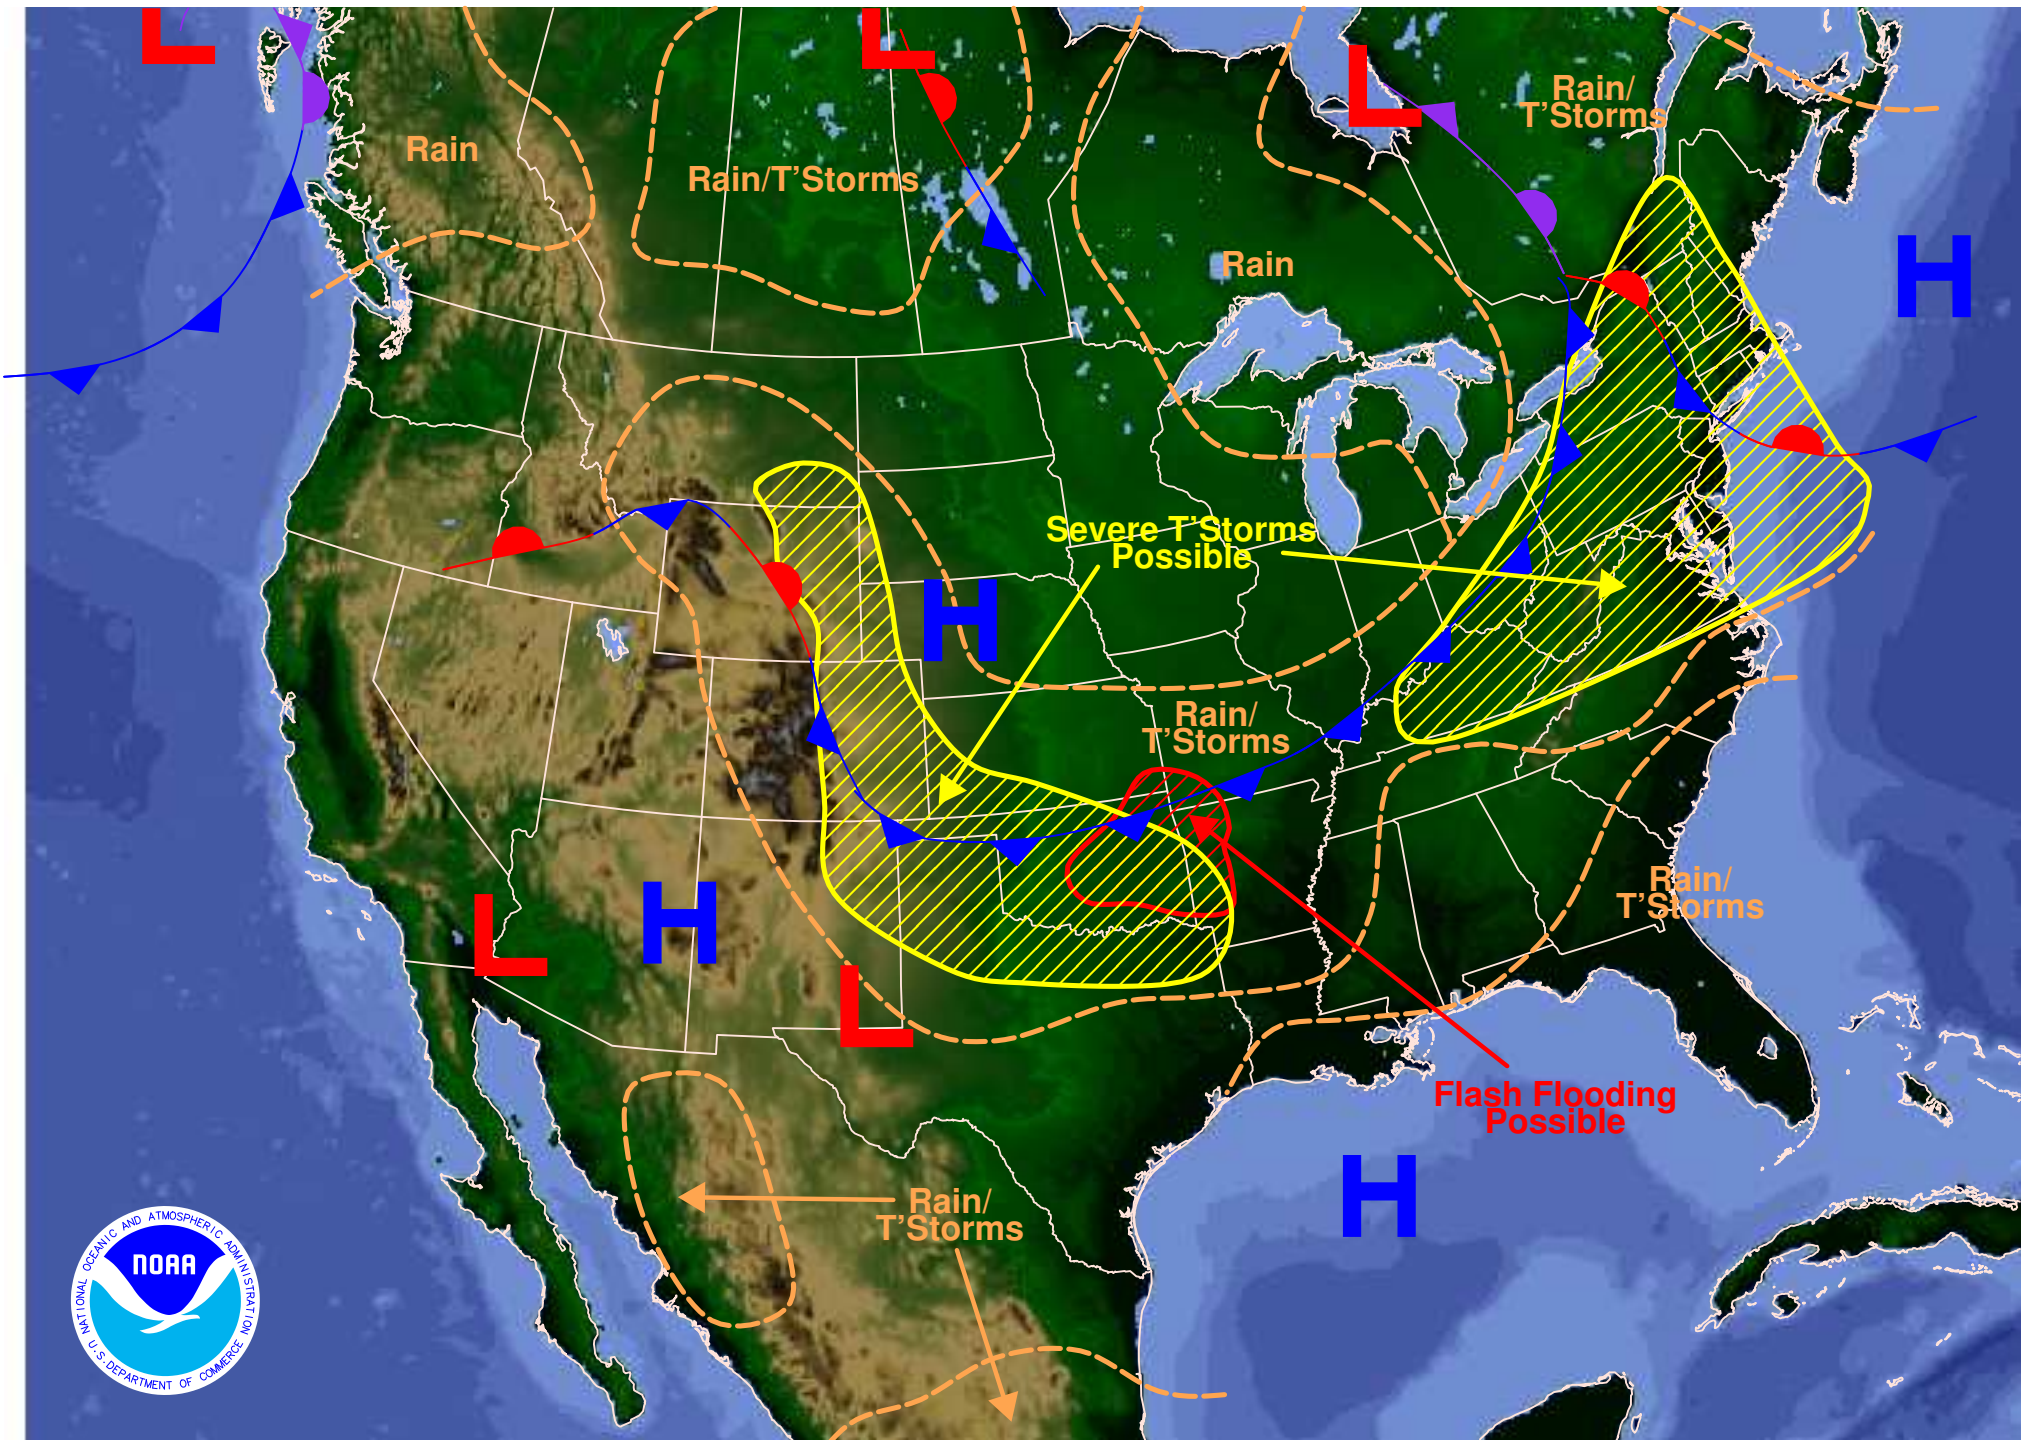 L
L
L
Rain/
T'Storms
Rain
Rain/T'Storms
Rain
H
Severe T'Storms
Possible
H
Rain/
T'Storms
Rain/
T'Storms
L
H
L
Flash Flooding
Possible
H
Rain/
T'Storms
NATIONAL OCEANIC AND ATMOSPHERIC ADMINISTRATION
NOAA
U.S. DEPARTMENT OF COMMERCE